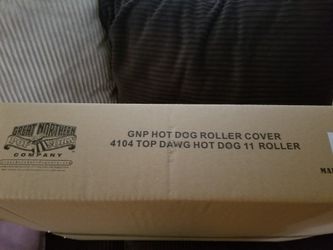 GREAT NORTHERN
COMPANY
GNP HOT DOG ROLLER COVER
4104 TOP DAWG HOT DOG 11 ROLLER